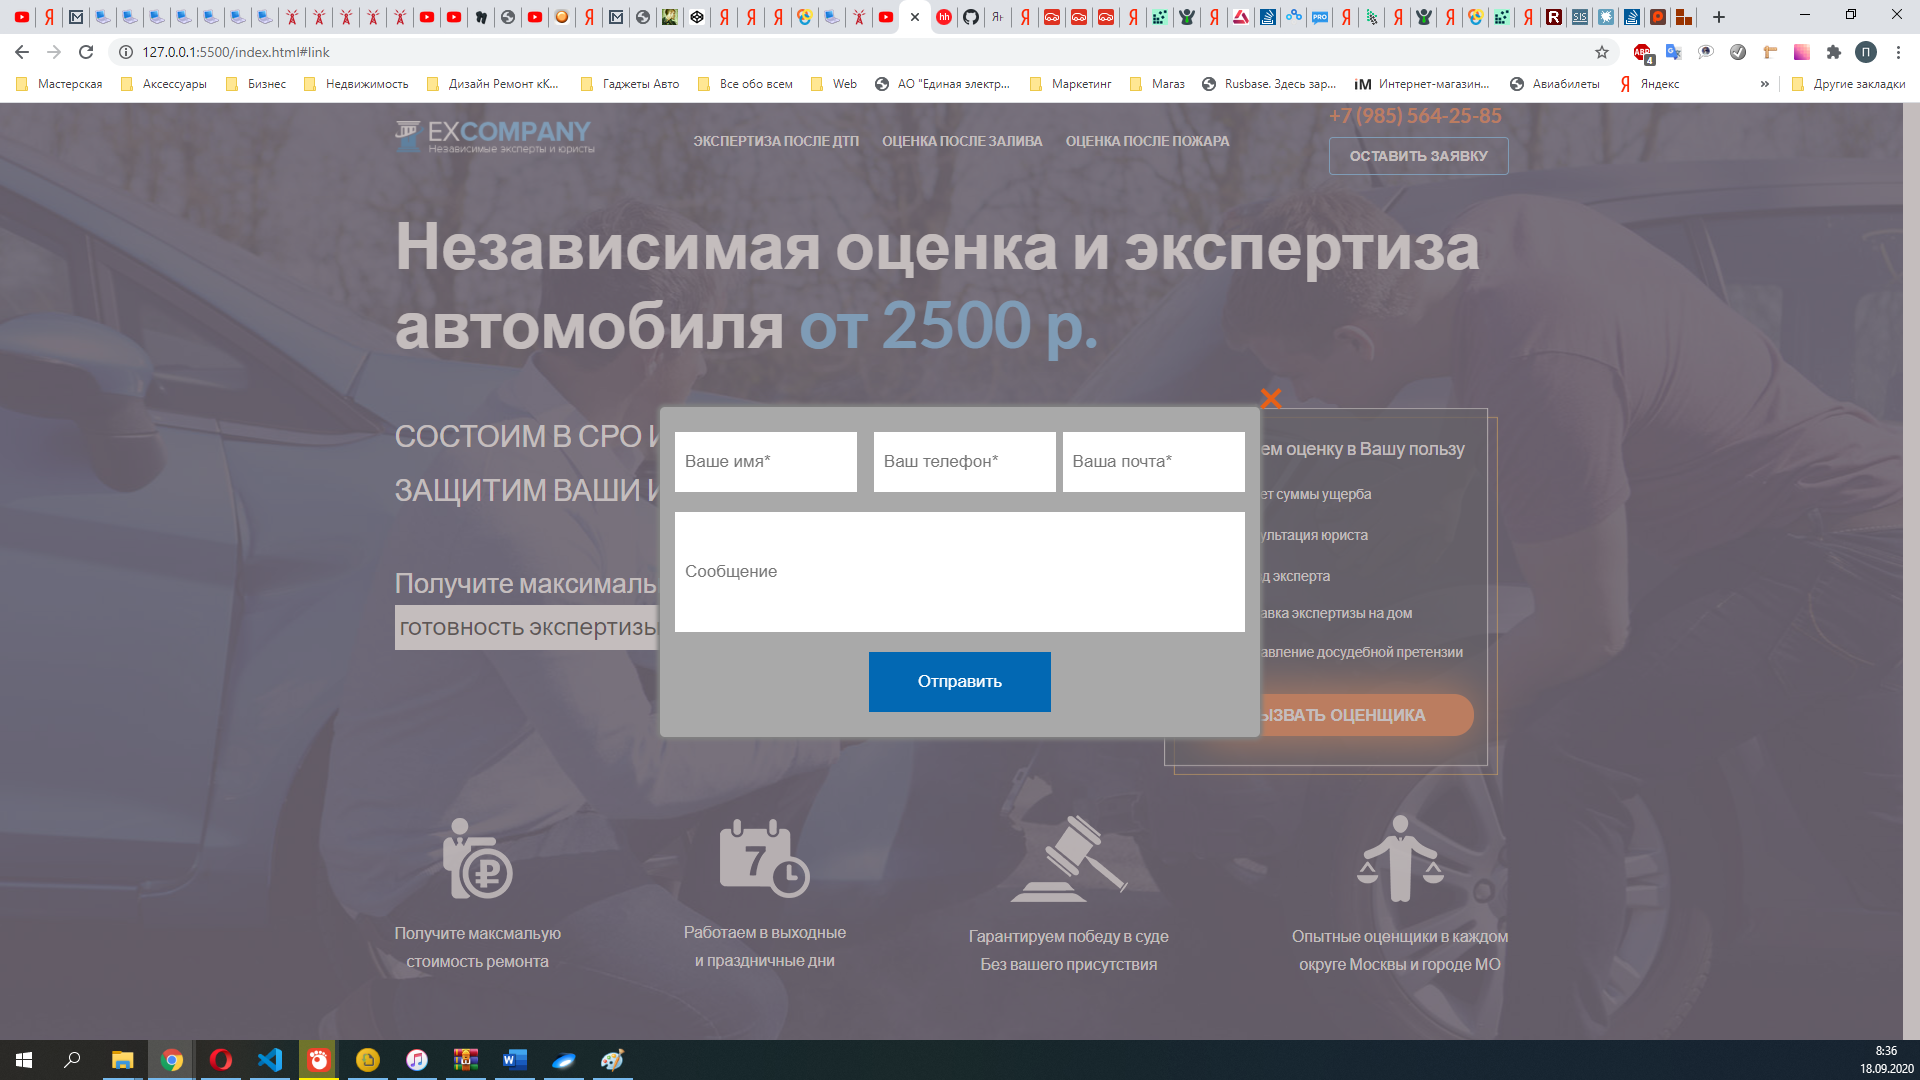 127.0.0.1:5500/index.html#link
4
П
Мастерская
Аксессуары
Бизнес
Недвижимость
Дизайн Ремонт кК...
Гаджеты Авто
Все обо всем
Web
АО "Единая электр...
Маркетинг
Магаз
Rusbase. Здесь зар...
iM Интернет-магазин...
Авиабилеты
Яндекс
»
Другие закладки
EXCOMPANY
Независимые эксперты и юристы
ЭКСПЕРТИЗА ПОСЛЕ ДТП
ОЦЕНКА ПОСЛЕ ЗАЛИВА
ОЦЕНКА ПОСЛЕ ПОЖАРА
+7 (985) 564-25-85
ОСТАВИТЬ ЗАЯВКУ
Независимая оценка и экспертиза
автомобиля от 2500 р.
СОСТОИМ В СРО И
ЗАЩИТИМ ВАШИ И
Получите максималь
готовность экспертизы
Ваше имя*
Ваш телефон*
Ваша почта*
Сообщение
Отправить
ем оценку в Вашу пользу
ет суммы ущерба
ультация юриста
д эксперта
авка экспертизы на дом
авление досудебной претензии
ЫЗВАТЬ ОЦЕНЩИКА
7
Получите максмальую
стоимость ремонта
Работаем в выходные
и праздничные дни
Гарантируем победу в суде
Без вашего присутствия
Опытные оценщики в каждом
округе Москвы и городе МО
8:36
18.09.2020